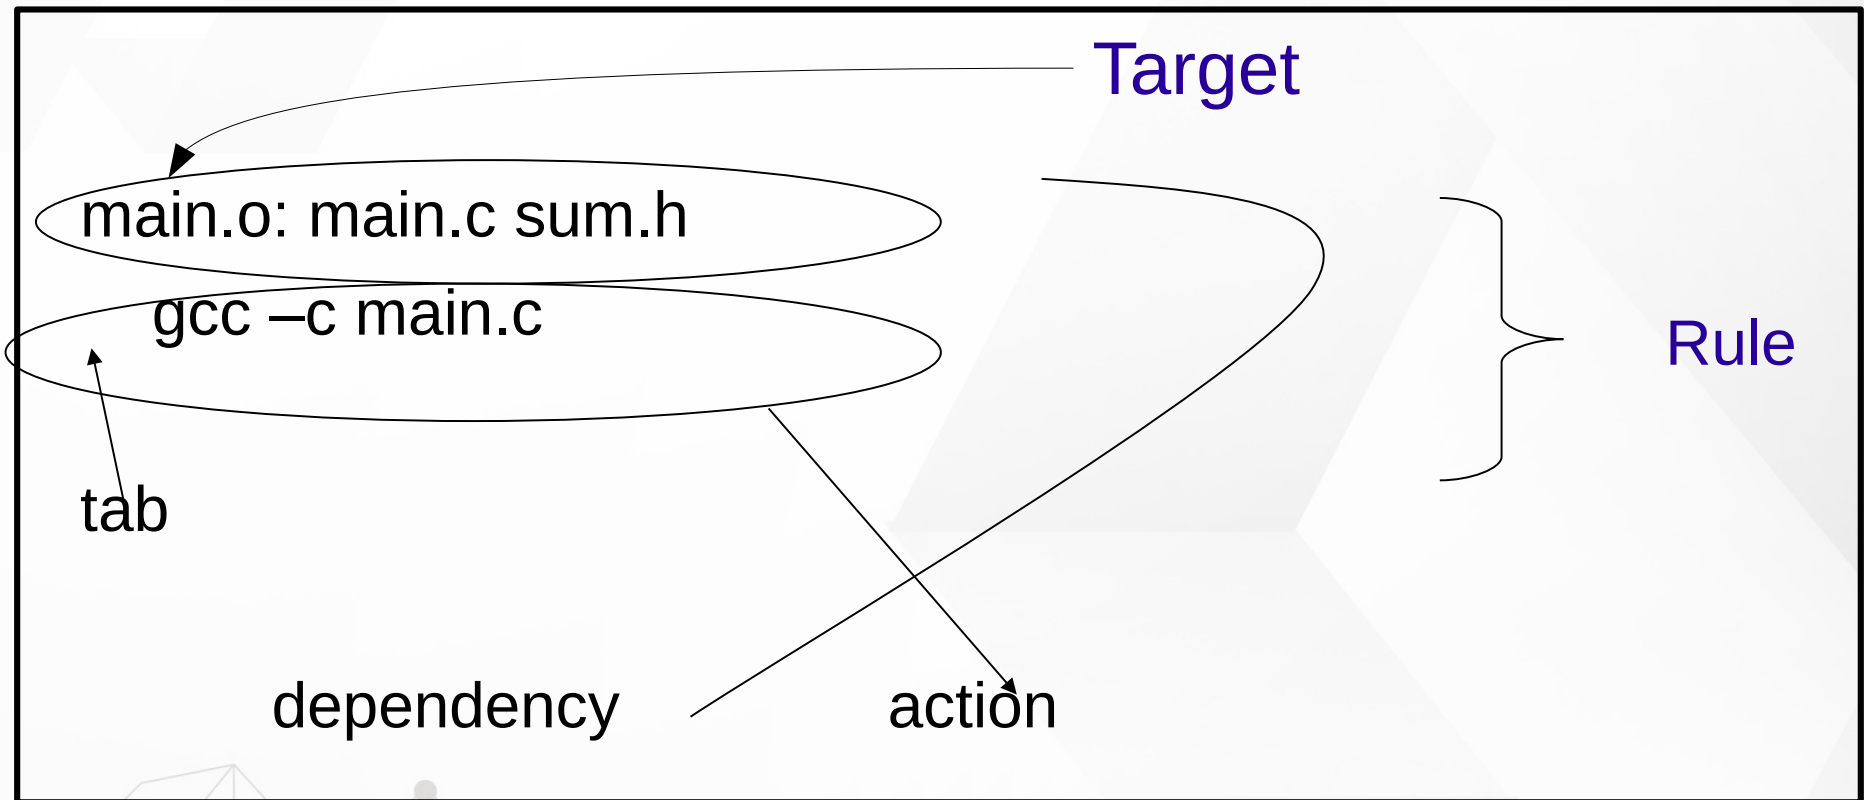 Target
main.o: main.c sum.h
gcc –c main.c
Rule
tab
dependency
action